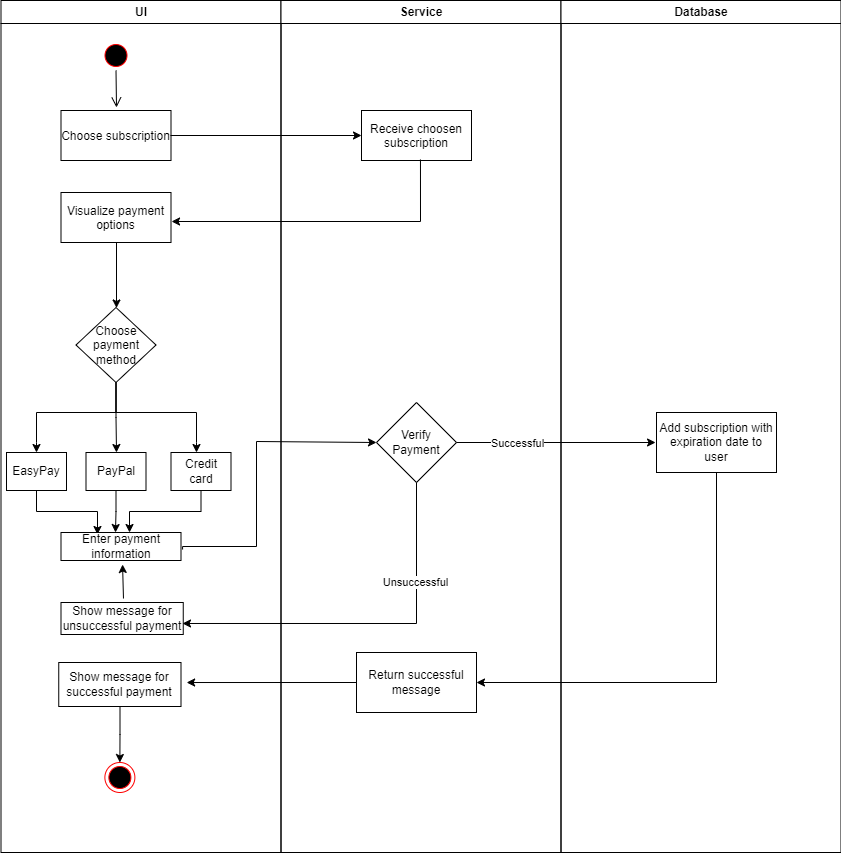 UI
Service
Database
Choose subscription
Receive choosen
subscription
Visualize payment
options
Choose
payment
method
EasyPay
PayPal
Credit
card
Enter payment
information
Verify
Payment
Successful
Add subscription with
expiration date to
user
Unsuccessful
Show message for
unsuccessful payment
Return successful
message
Show message for
successful payment